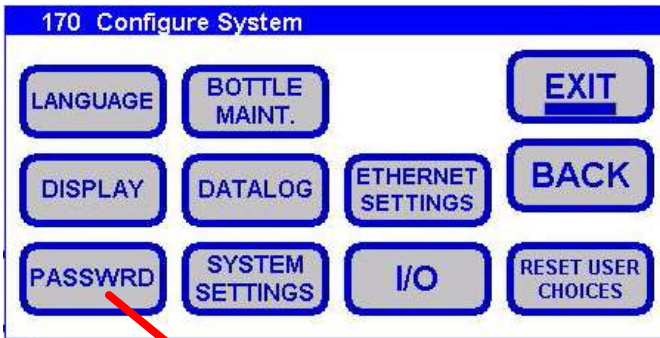 170 Configure System
LANGUAGE
BOTTLE
MAINT.
EXIT
DISPLAY
DATALOG
ETHERNET
SETTINGS
BACK
PASSWRD
SYSTEM
SETTINGS
I/O
RESET USER
CHOICES